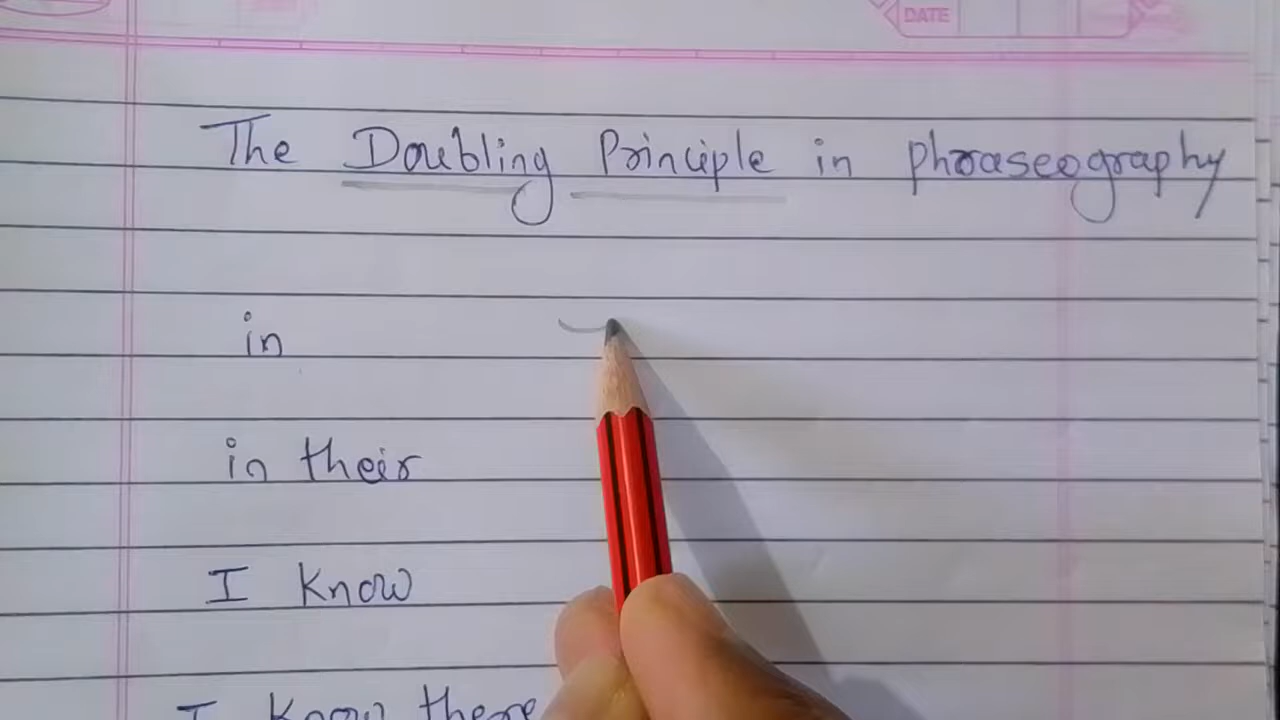 DATE
The Doubling Principle in phraseography
in
in their
I know
I know there